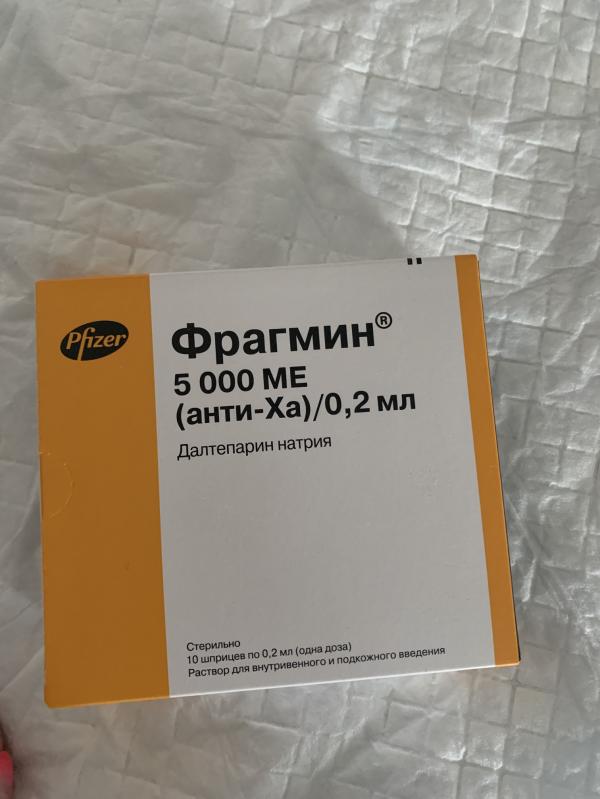 Pfizer
Фрагмин®
5 000 МЕ
(анти-Ха)/0,2 мл
Далтепарин натрия
Стерильно
10 шприцев по 0,2 мл (одна доза)
Раствор для внутривенного и подкожного введения